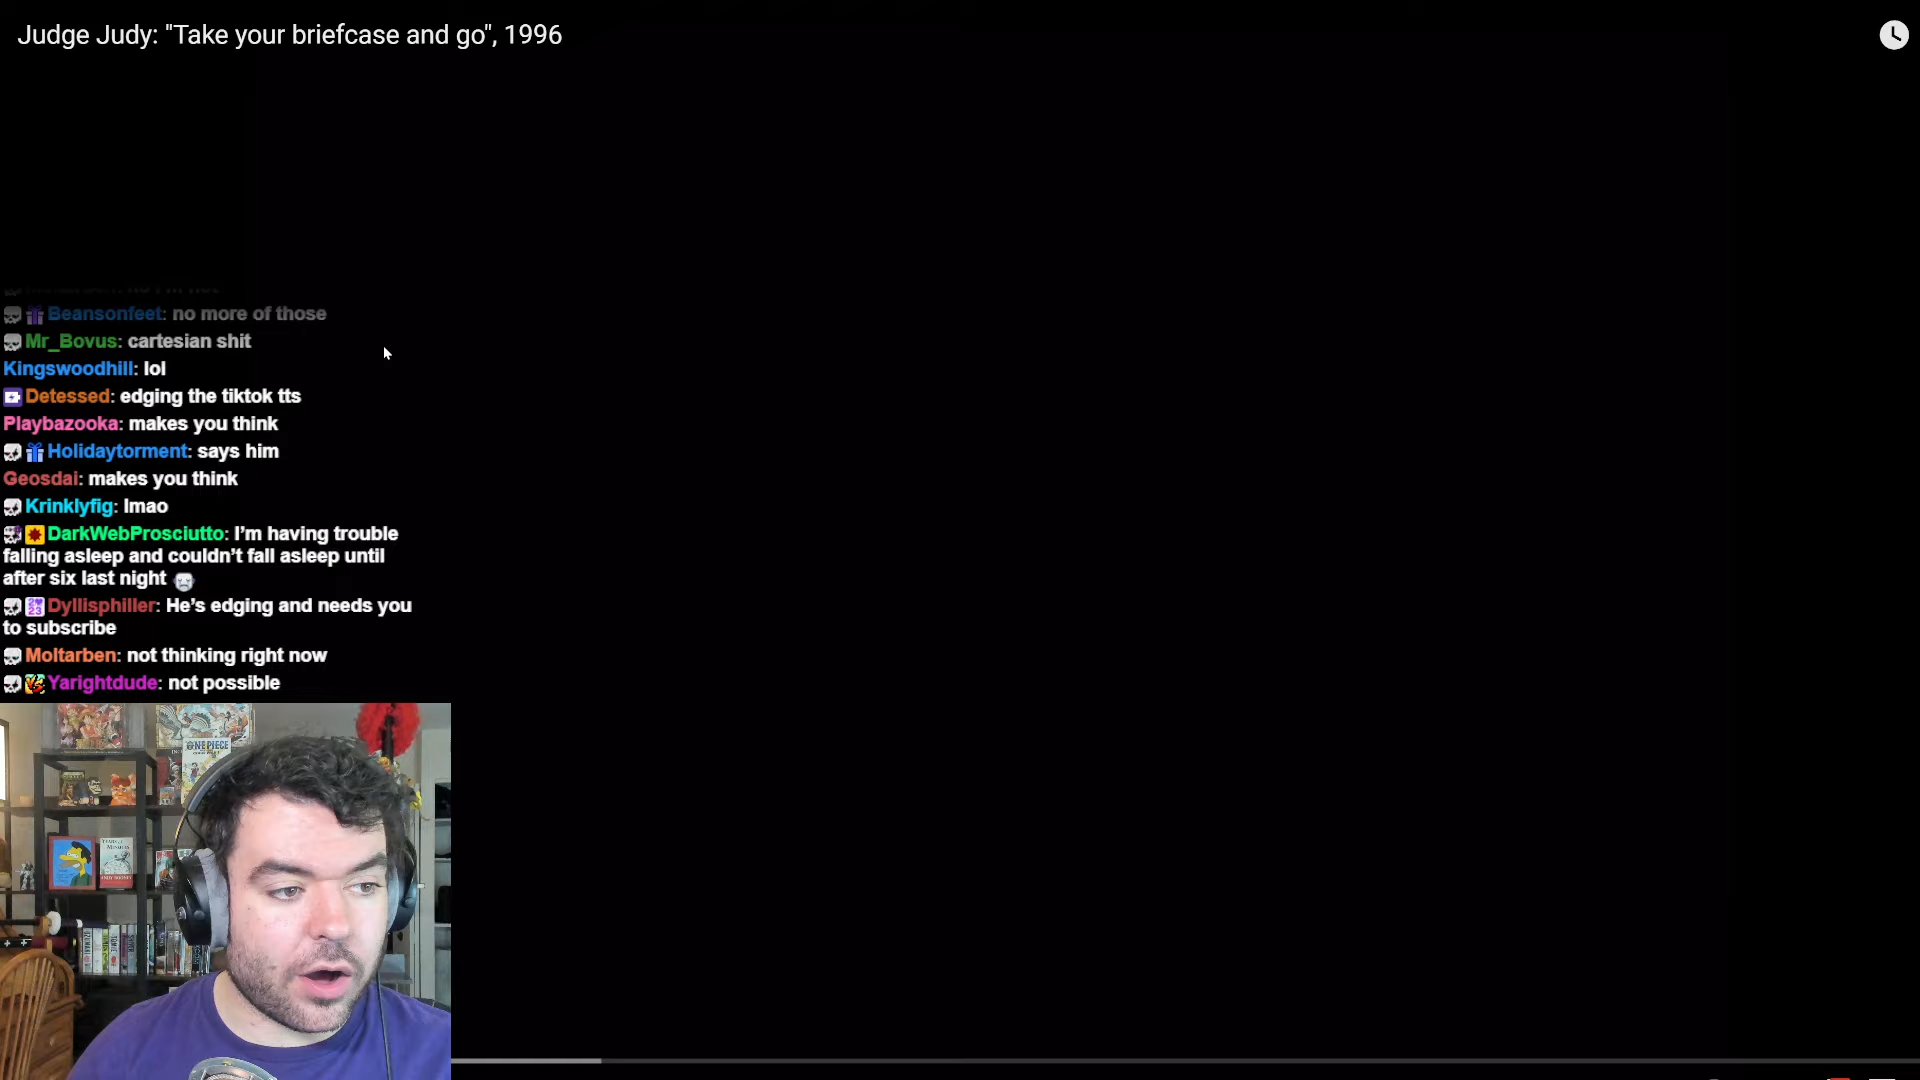 Judge Judy: "Take your briefcase and go", 1996
Beansonfeet: no more of those
Mr_Bovus: cartesian shit
Kingswoodhill: lol
Detessed: edging the tiktok tts
Playbazooka: makes you think
Holidaytorment: says him
Geosdai: makes you think
Krinklyfig: lmao
DarkWebProsciutto: I'm having trouble
falling asleep and couldn't fall asleep until
after six last night
Dyllisphiller: He's edging and needs you
to subscribe
Moltarben: not thinking right now
Yarightdude: not possible
ONE PIECE